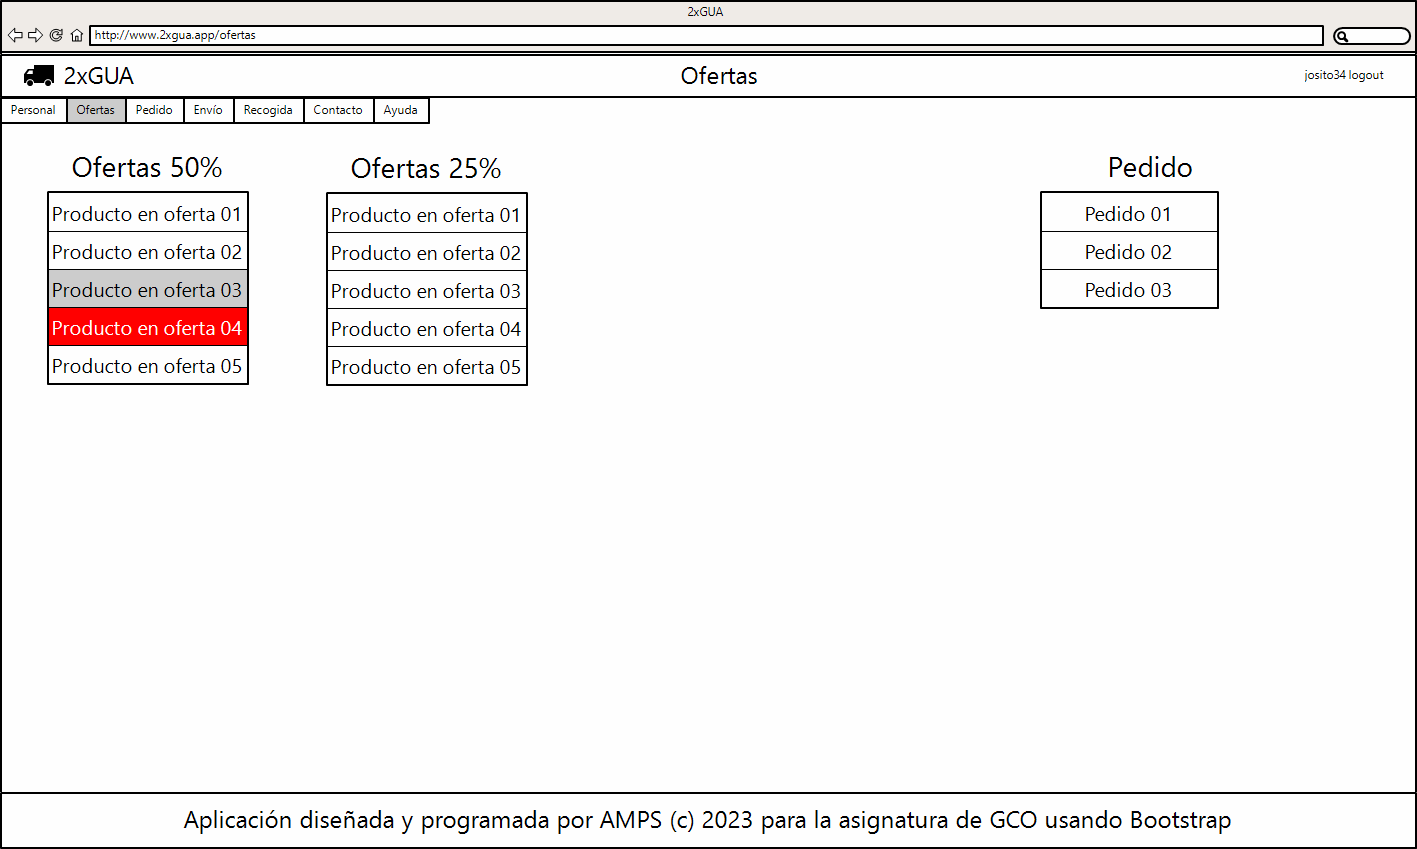 2xGUA
http://www.2xgua.app/ofertas
2xGUA
Ofertas
josito34 logout
Personal
Ofertas
Pedido
Envío
Recogida
Contacto
Ayuda
Ofertas 50%
Producto en oferta 01
Producto en oferta 02
Producto en oferta 03
Producto en oferta 04
Producto en oferta 05
Ofertas 25%
Producto en oferta 01
Producto en oferta 02
Producto en oferta 03
Producto en oferta 04
Producto en oferta 05
Pedido
Pedido 01
Pedido 02
Pedido 03
Aplicación diseñada y programada por AMPS (c) 2023 para la asignatura de GCO usando Bootstrap